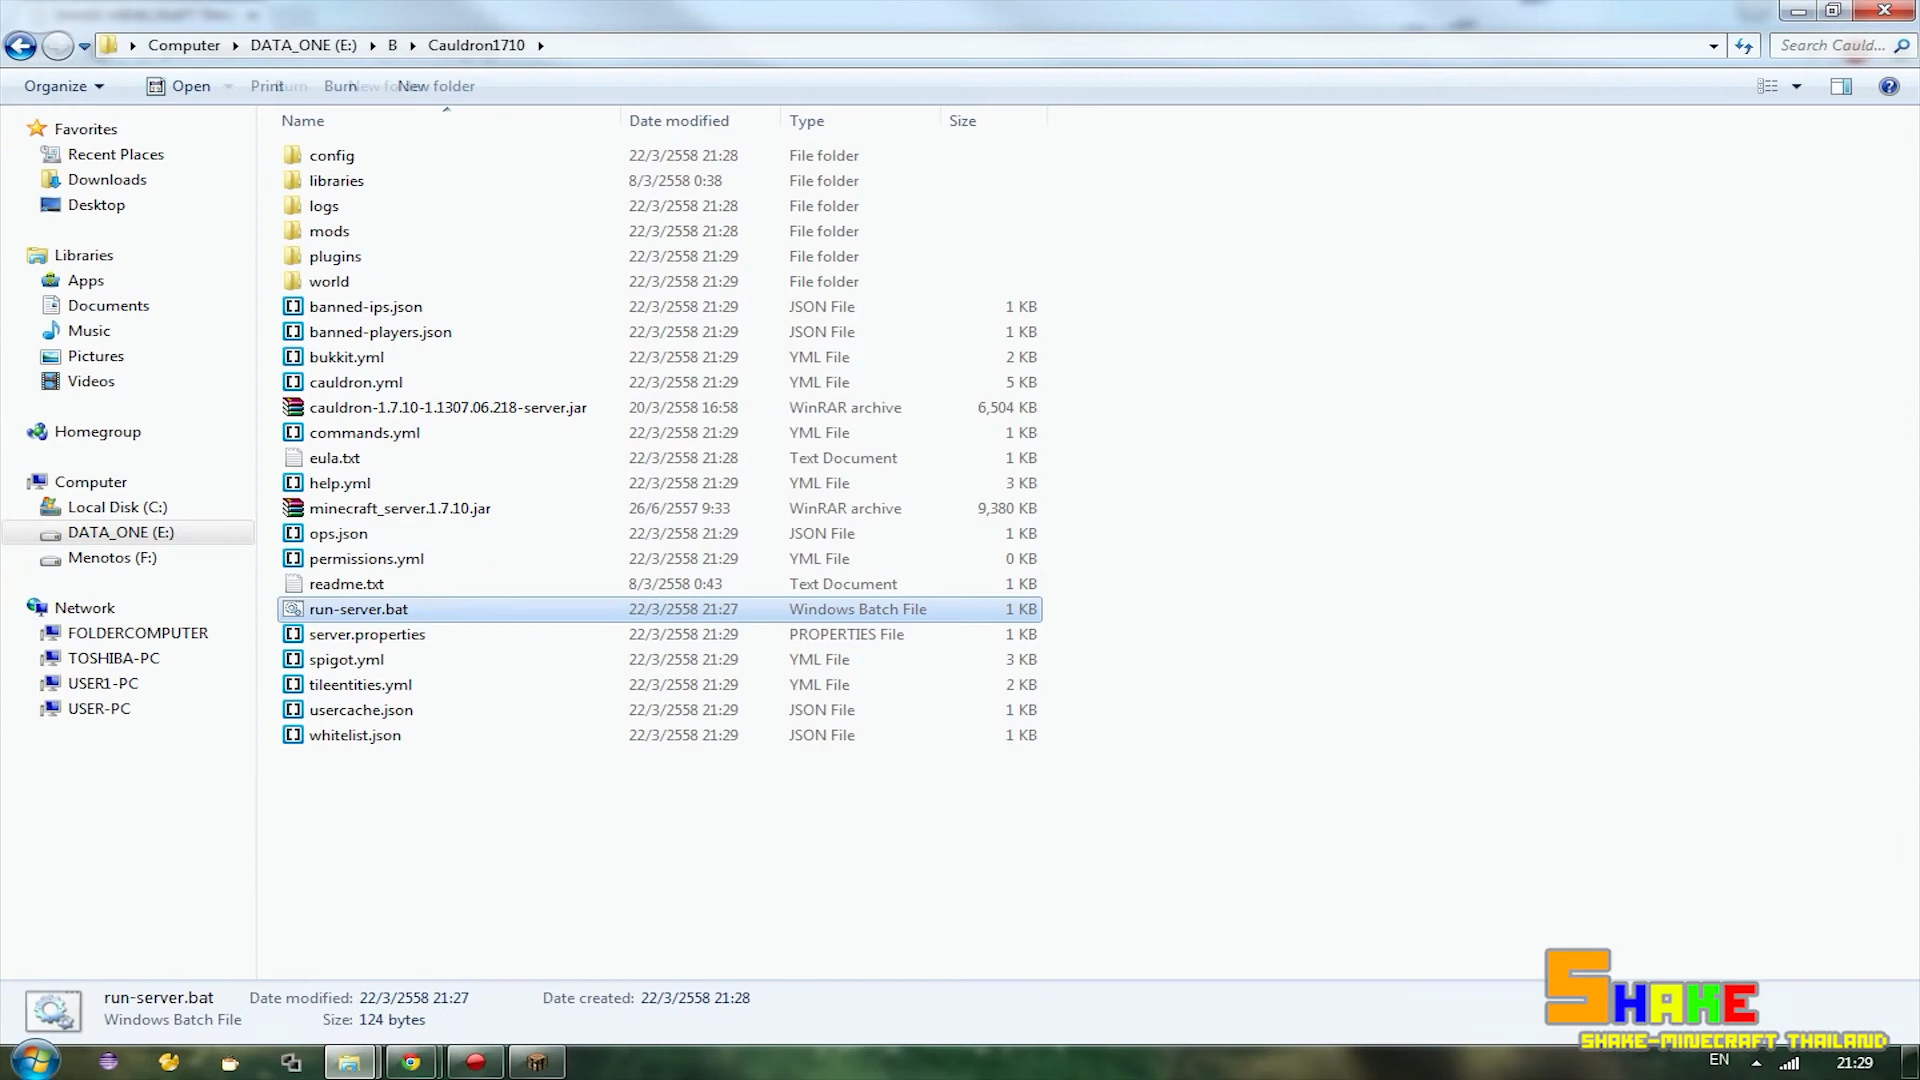 Computer DATA_ONE (E:) B Cauldron1710
Search Cauld...
Organize Open Print Burn New folder
Name Date modified Type Size
Favorites
Recent Places
Downloads
Desktop
Libraries
Apps
Documents
Music
Pictures
Videos
Homegroup
Computer
Local Disk (C:)
DATA_ONE (E:)
Menotos (F:)
Network
FOLDERCOMPUTER
TOSHIBA-PC
USER1-PC
USER-PC
config 22/3/2558 21:28 File folder
libraries 8/3/2558 0:38 File folder
logs 22/3/2558 21:28 File folder
mods 22/3/2558 21:28 File folder
plugins 22/3/2558 21:29 File folder
world 22/3/2558 21:29 File folder
banned-ips.json 22/3/2558 21:29 JSON File 1 KB
banned-players.json 22/3/2558 21:29 JSON File 1 KB
bukkit.yml 22/3/2558 21:29 YML File 2 KB
cauldron.yml 22/3/2558 21:29 YML File 5 KB
cauldron-1.7.10-1.1307.06.218-server.jar 20/3/2558 16:58 WinRAR archive 6,504 KB
commands.yml 22/3/2558 21:29 YML File 1 KB
eula.txt 22/3/2558 21:28 Text Document 1 KB
help.yml 22/3/2558 21:29 YML File 3 KB
minecraft_server.1.7.10.jar 26/6/2557 9:33 WinRAR archive 9,380 KB
ops.json 22/3/2558 21:29 JSON File 1 KB
permissions.yml 22/3/2558 21:29 YML File 0 KB
readme.txt 8/3/2558 0:43 Text Document 1 KB
run-server.bat 22/3/2558 21:27 Windows Batch File 1 KB
server.properties 22/3/2558 21:29 PROPERTIES File 1 KB
spigot.yml 22/3/2558 21:29 YML File 3 KB
tileentities.yml 22/3/2558 21:29 YML File 2 KB
usercache.json 22/3/2558 21:29 JSON File 1 KB
whitelist.json 22/3/2558 21:29 JSON File 1 KB
run-server.bat Date modified: 22/3/2558 21:27 Date created: 22/3/2558 21:28
Windows Batch File Size: 124 bytes
SHAKE
SHAKE-MINECRAFT THAILAND
EN 21:29